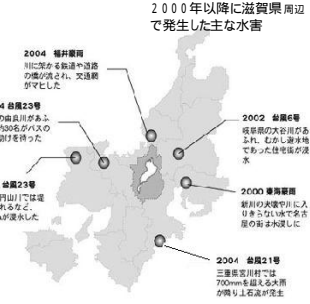 2000年以降に滋賀県周辺
で発生した主な水害
2004 福井豪雨
川に架かる鉄道や道路
の橋が流され、交通網
がマヒした
4 台風23号
の由良川があふ
約30名がバスの
助けを待った
2002 台風6号
岐阜県の大谷川があ
ふれ、むかし遊水地
であった住宅街が浸
水
台風23号
円山川では堤
れるなど、
が浸水した
2000 東海豪雨
新川の決壊や川に入
りきらない水で名古
屋の街は水浸しに
2004 台風21号
三重県宮川村では
700mmを超える大雨
が降り土石流が発生